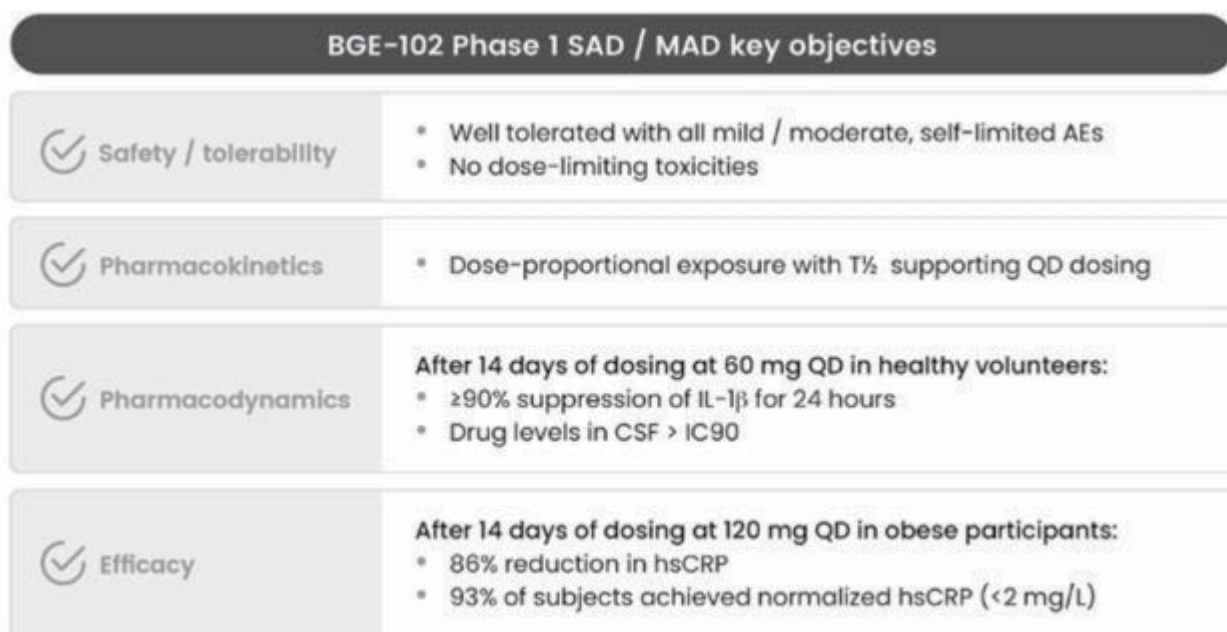 BGE-102 Phase 1 SAD / MAD key objectives
Safety / tolerability
• Well tolerated with all mild / moderate, self-limited AEs
• No dose-limiting toxicities
Pharmacokinetics
• Dose-proportional exposure with T½ supporting QD dosing
Pharmacodynamics
After 14 days of dosing at 60 mg QD in healthy volunteers:
• ≥90% suppression of IL-1β for 24 hours
• Drug levels in CSF > IC90
Efficacy
After 14 days of dosing at 120 mg QD in obese participants:
• 86% reduction in hsCRP
• 93% of subjects achieved normalized hsCRP (<2 mg/L)